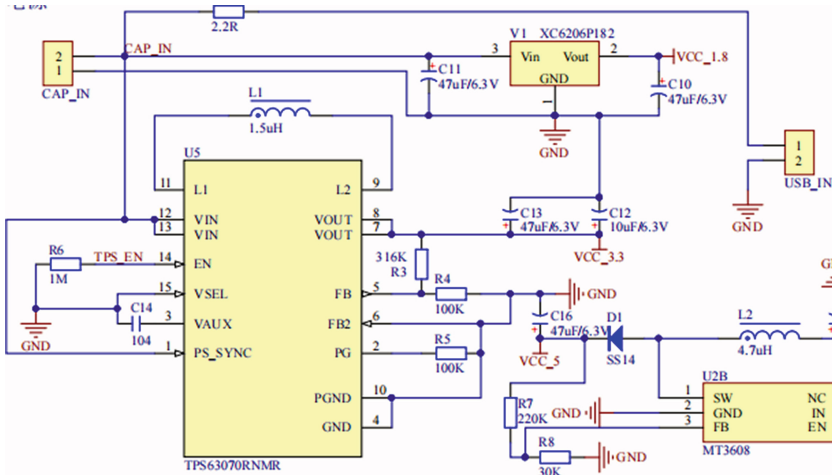 电源
2.2R
V1 XC6206P182
CAP_IN
2
1
CAP_IN
3
Vin
Vout
2
VCC_1.8
GND
1
C11
47uF/6.3V
C10
47uF/6.3V
GND
L1
1.5uH
1
2
USB_IN
GND
U5
11
L1
L2
9
12
VIN
VOUT
8
13
VIN
VOUT
7
C13
47uF/6.3V
C12
10uF/6.3V
VCC_3.3
R6
1M
TPS_EN
14
EN
316K
R3
15
VSEL
FB
5
R4
100K
GND
C14
104
3
VAUX
FB2
6
C16
47uF/6.3V
GND
1
PS_SYNC
PG
2
R5
100K
VCC_5
D1
SS14
L2
4.7uH
PGND
10
GND
4
TPS63070RNMR
R7
220K
GND
U2B
1
SW
NC
2
GND
IN
3
FB
EN
MT3608
R8
30K
GND